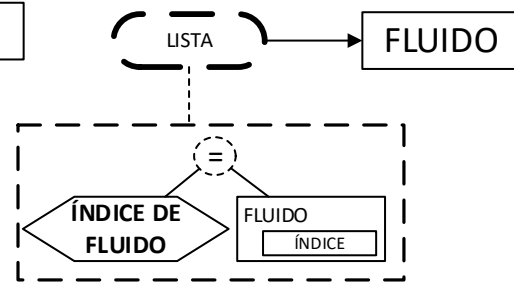 LISTA
FLUIDO
=
ÍNDICE DE
FLUIDO
FLUIDO
ÍNDICE